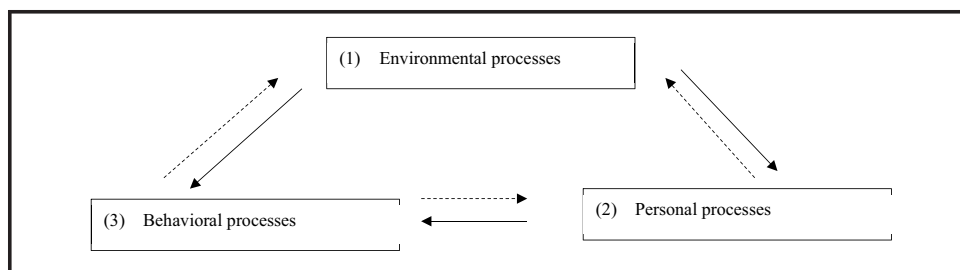 (1) Environmental processes
(3) Behavioral processes
(2) Personal processes